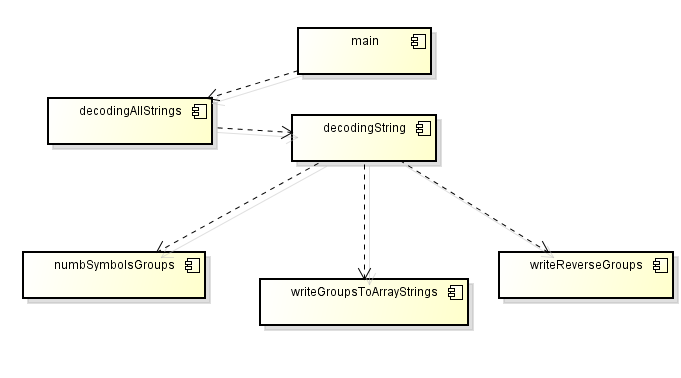 main
decodingAllStrings
decodingString
numbSymbolsGroups
writeGroupsToArrayStrings
writeReverseGroups